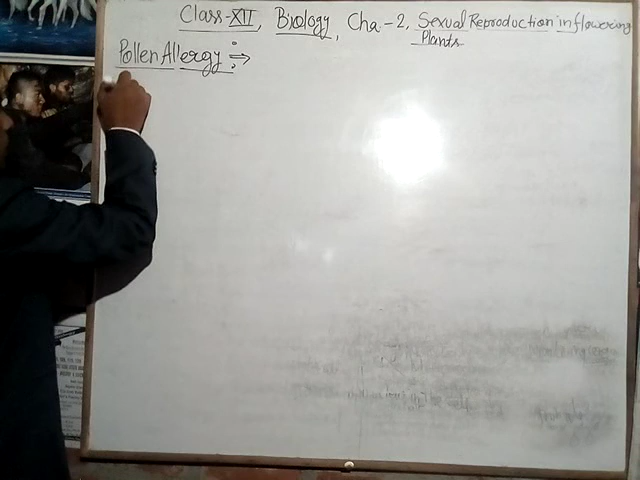 Class-XII, Biology, Cha-2, Sexual Reproduction in flowering
Plants
Pollen Allergy ÷⇒